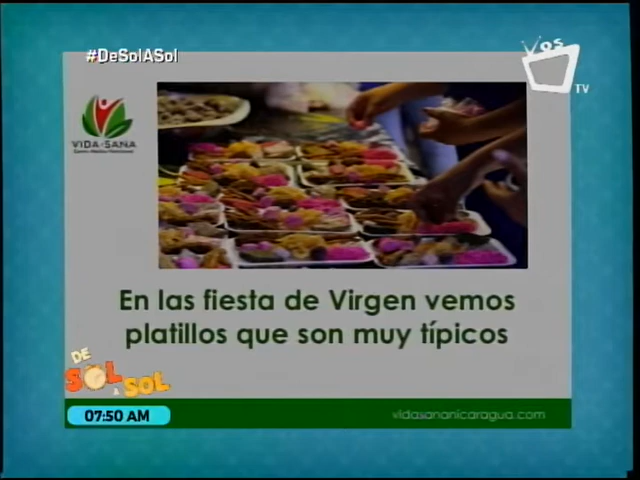 #DeSolASol
VOS
TV
VIDA SANA
En las fiesta de Virgen vemos
platillos que son muy típicos
DE
SOL
A SOL
07:50 AM
vidasananicaragua.com